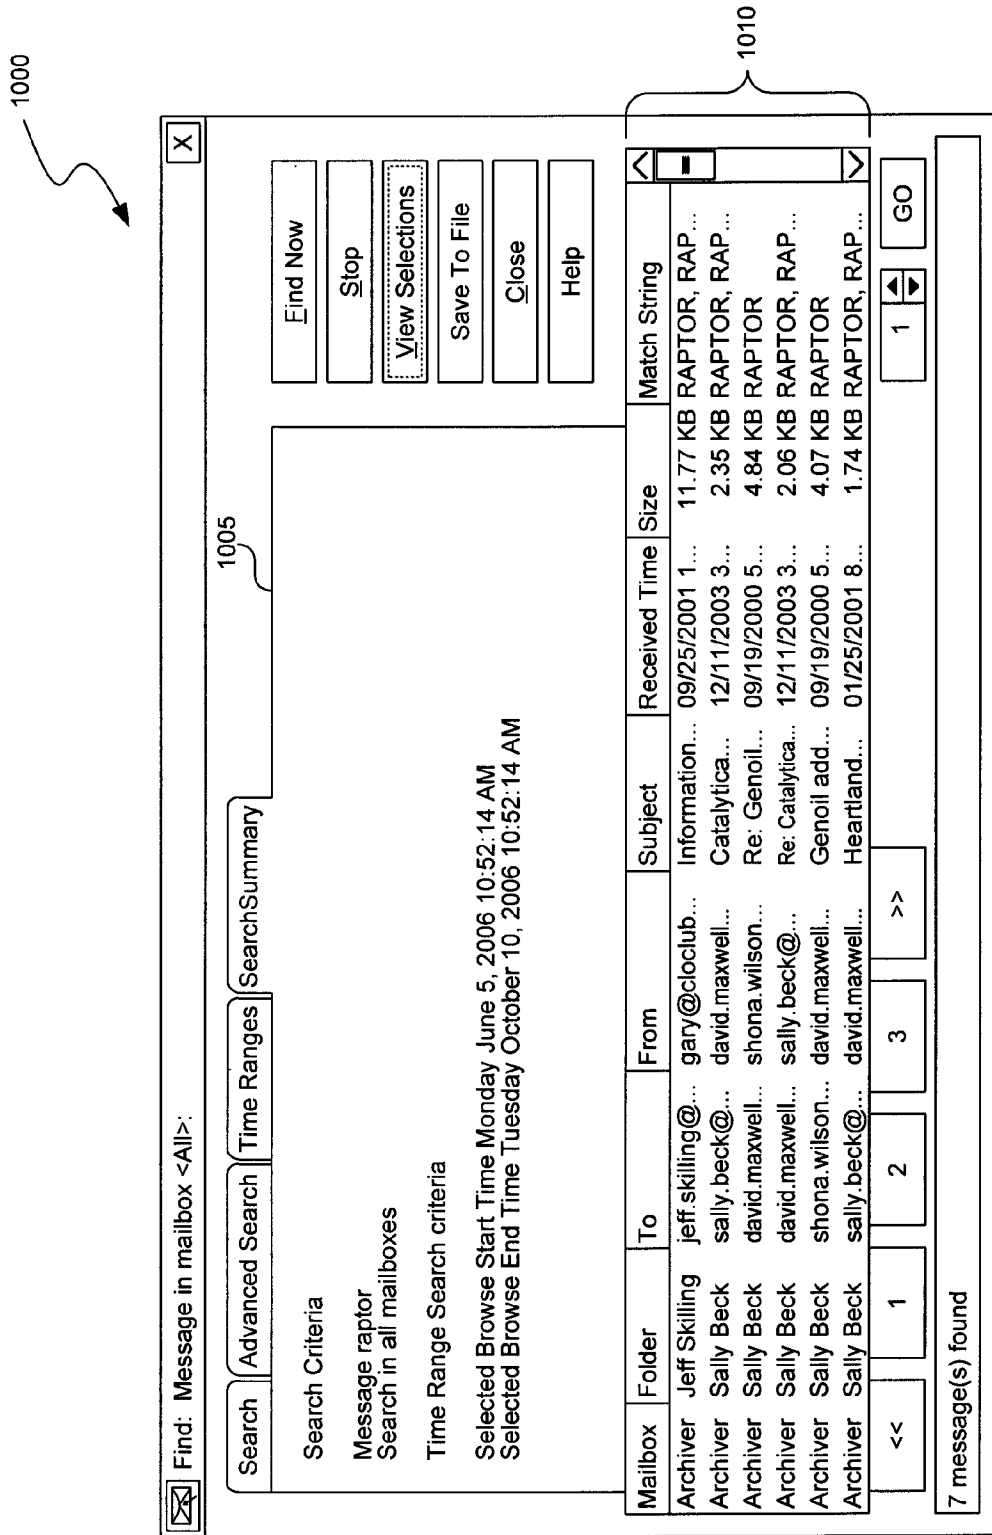 1000
Find: Message in mailbox <All>:
X
Search
Advanced Search
Time Ranges
SearchSummary
1005
Search Criteria
Message raptor
Search in all mailboxes
Time Range Search criteria
Selected Browse Start Time Monday June 5, 2006 10:52:14 AM
Selected Browse End Time Tuesday October 10, 2006 10:52:14 AM
Find Now
Stop
View Selections
Save To File
Close
Help
Mailbox Folder To From Subject Received Time Size Match String
Archiver Jeff Skilling jeff.skilling@... gary@cloclub... Information... 09/25/2001 1... 11.77 KB RAPTOR, RAP...
Archiver Sally Beck sally.beck@... david.maxwell... Catalytica... 12/11/2003 3... 2.35 KB RAPTOR, RAP...
Archiver Sally Beck david.maxwell... shona.wilson... Re: Genoil... 09/19/2000 5... 4.84 KB RAPTOR
Archiver Sally Beck david.maxwell... sally.beck@... Re: Catalytica... 12/11/2003 3... 2.06 KB RAPTOR, RAP...
Archiver Sally Beck shona.wilson... david.maxwell... Genoil add... 09/19/2000 5... 4.07 KB RAPTOR
Archiver Sally Beck sally.beck@... david.maxwell... Heartland... 01/25/2001 8... 1.74 KB RAPTOR, RAP...
1010
<< 1 2 3 >> 1 GO
7 message(s) found